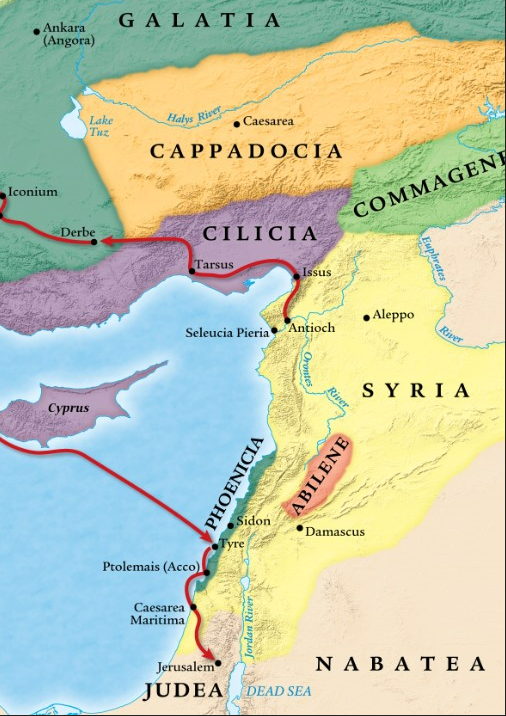 GALATIA
Ankara
(Angora)
Halys River
Lake
Tuz
Caesarea
CAPPADOCIA
COMMAGENE
Iconium
Derbe
CILICIA
Tarsus
Issus
Euphrates
River
Aleppo
Antioch
Seleucia Pieria
Orontes
River
SYRIA
Cyprus
PHOENICIA
ABILENE
Sidon
Damascus
Tyre
Ptolemais (Acco)
Caesarea
Maritima
Jordan River
Jerusalem
NABATEA
JUDEA
DEAD SEA